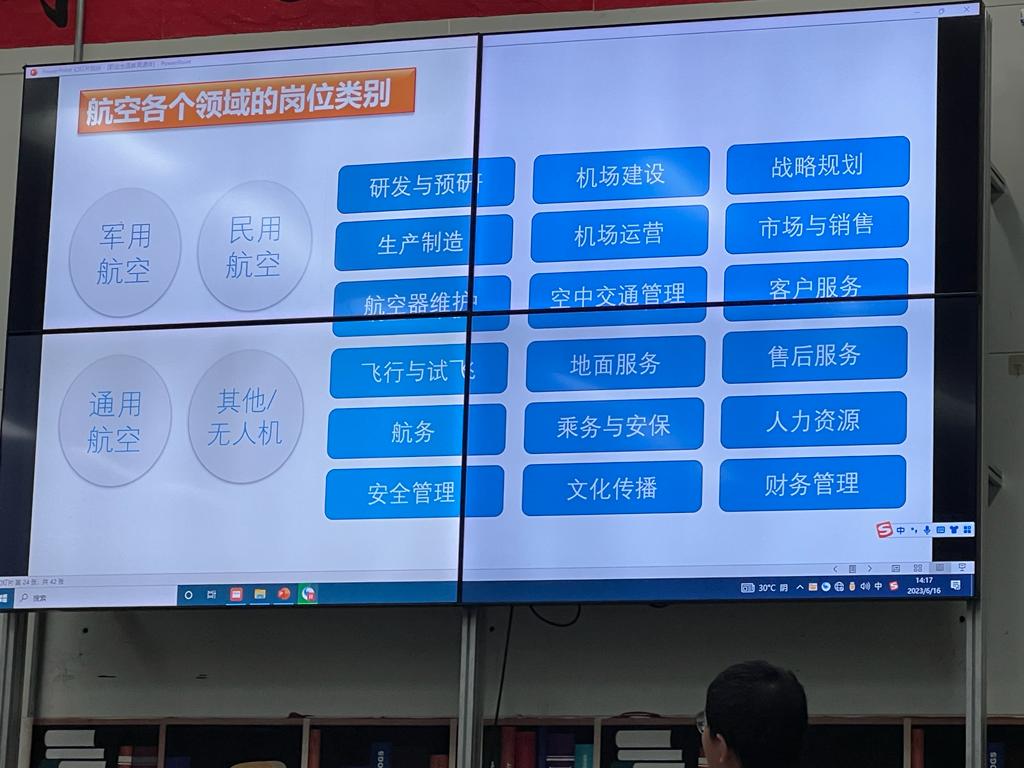 航空各个领域的岗位类别
军用
航空
民用
航空
通用
航空
其他/
无人机
研发与预研
生产制造
航空器维护
飞行与试飞
航务
安全管理
机场建设
机场运营
空中交通管理
地面服务
乘务与安保
文化传播
战略规划
市场与销售
客户服务
售后服务
人力资源
财务管理
中
搜索
30°C 阴
中
14:17
2023/6/16